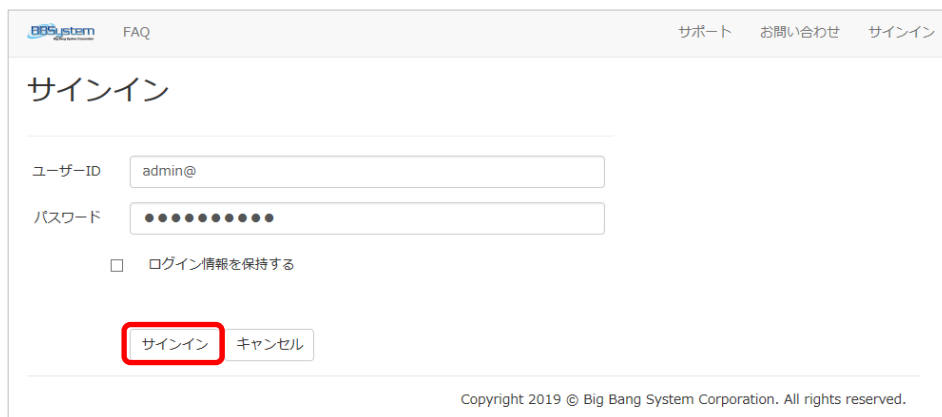 BBSystem FAQ サポート お問い合わせ サインイン
サインイン
ユーザーID admin@
パスワード ●●●●●●●●●●
ログイン情報を保持する
サインイン キャンセル
Copyright 2019 © Big Bang System Corporation. All rights reserved.